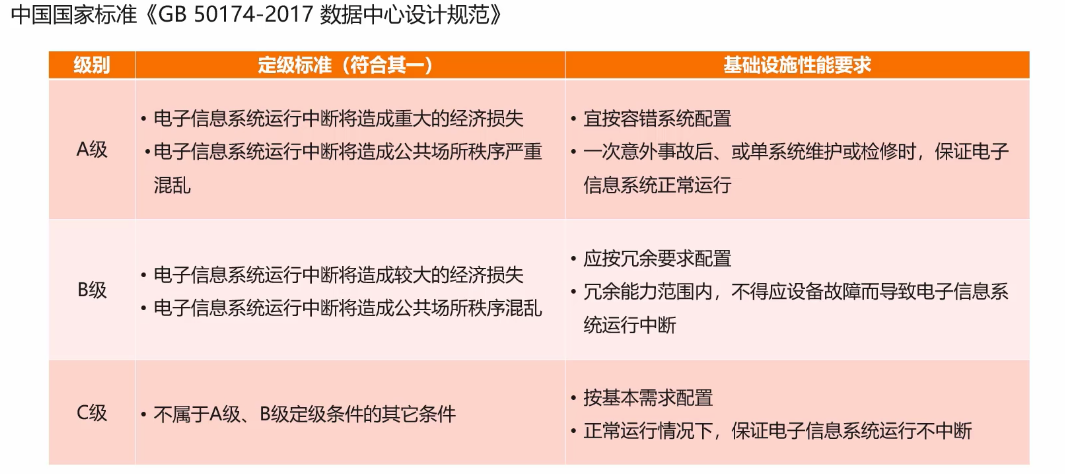 中国国家标准《GB 50174-2017 数据中心设计规范》
级别 定级标准（符合其一） 基础设施性能要求
A级
• 电子信息系统运行中断将造成重大的经济损失
• 电子信息系统运行中断将造成公共场所秩序严重
混乱
• 宜按容错系统配置
• 一次意外事故后、或单系统维护或检修时，保证电子
信息系统正常运行
B级
• 电子信息系统运行中断将造成较大的经济损失
• 电子信息系统运行中断将造成公共场所秩序混乱
• 应按冗余要求配置
• 冗余能力范围内，不得应设备故障而导致电子信息系
统运行中断
C级
• 不属于A级、B级定级条件的其它条件
• 按基本需求配置
• 正常运行情况下，保证电子信息系统运行不中断